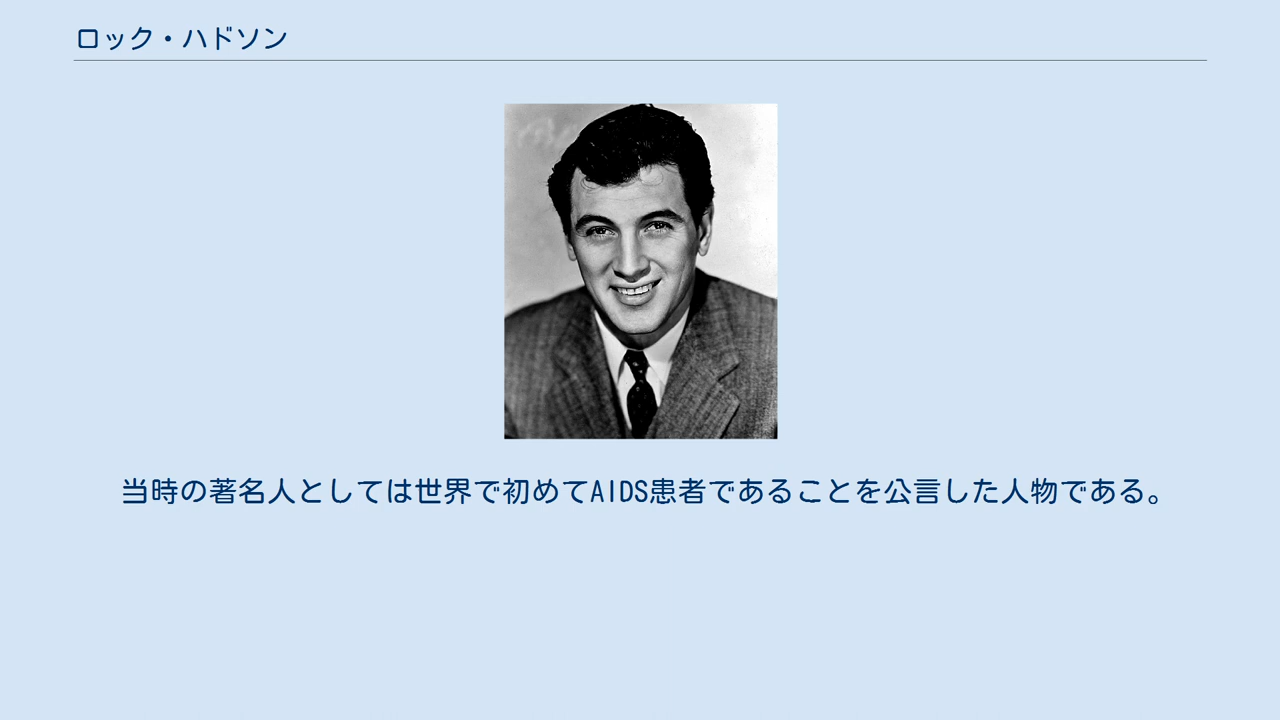 ロック・ハドソン
当時の著名人としては世界で初めてAIDS患者であることを公言した人物である。